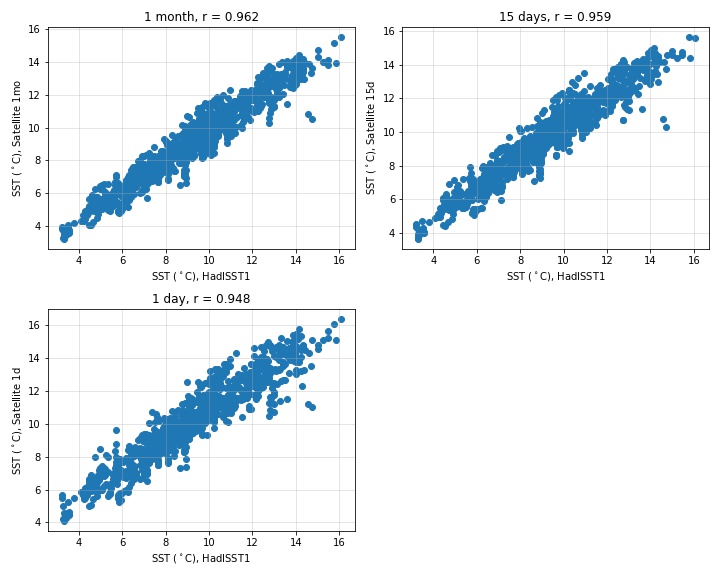 1 month, r = 0.962
SST (°C), Satellite 1mo
16
14
12
10
8
6
4
4 6 8 10 12 14 16
SST (°C), HadISST1
15 days, r = 0.959
SST (°C), Satellite 15d
16
14
12
10
8
6
4
4 6 8 10 12 14 16
SST (°C), HadISST1
1 day, r = 0.948
SST (°C), Satellite 1d
16
14
12
10
8
6
4
4 6 8 10 12 14 16
SST (°C), HadISST1